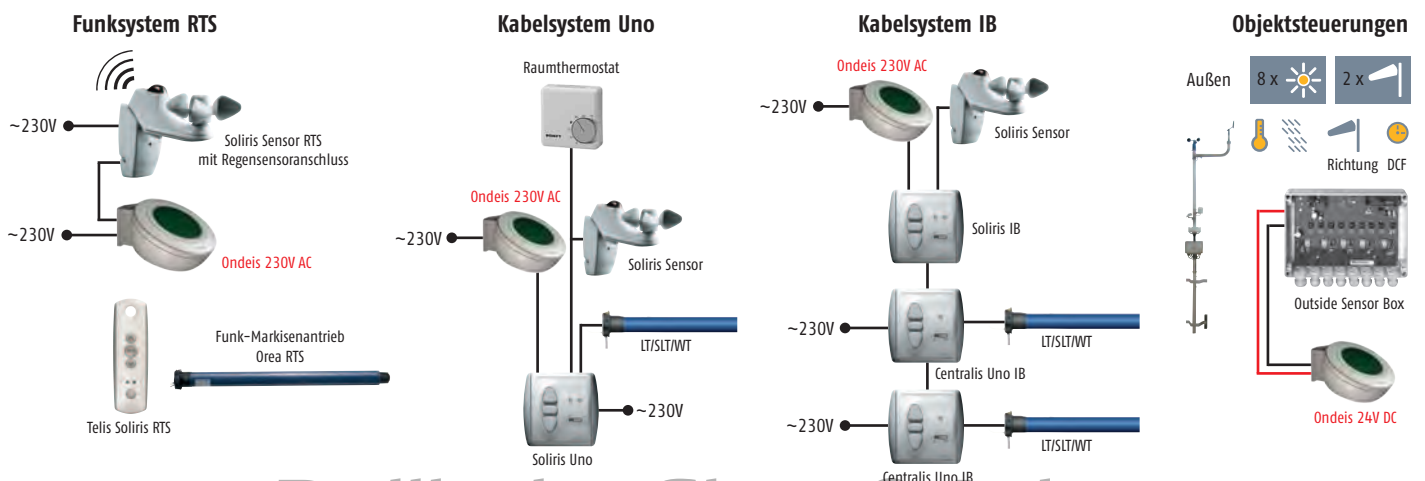 Funksystem RTS
~230V
Soliris Sensor RTS
mit Regensensoranschluss
~230V
Ondeis 230V AC
Funk-Markisenantrieb
Orea RTS
Telis Soliris RTS
Kabelsystem Uno
Raumthermostat
Ondeis 230V AC
~230V
Soliris Sensor
LT/SLT/WT
~230V
Soliris Uno
Kabelsystem IB
Ondeis 230V AC
~230V
Soliris Sensor
Soliris IB
~230V
LT/SLT/WT
Centralis Uno IB
~230V
LT/SLT/WT
Centralis Uno IB
Objektsteuerungen
Außen
8 x
2 x
Richtung DCF
Outside Sensor Box
Ondeis 24V DC